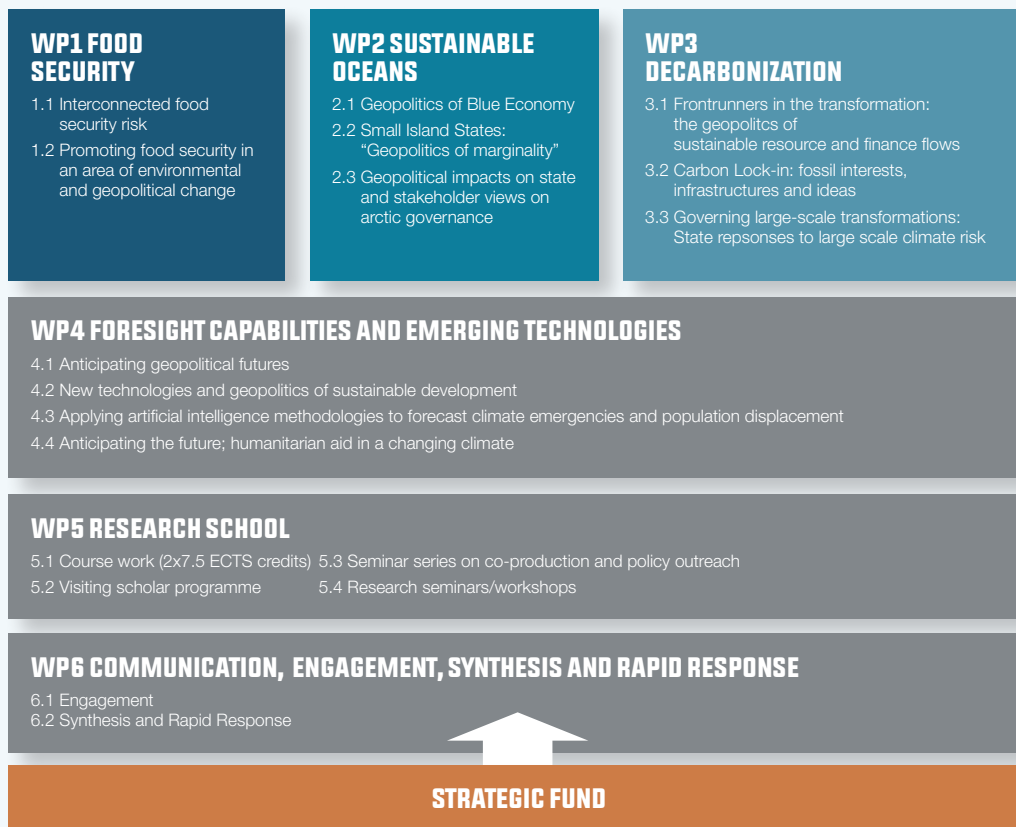 WP1 FOOD
SECURITY
1.1 Interconnected food
security risk
1.2 Promoting food security in
an area of environmental
and geopolitical change
WP2 SUSTAINABLE
OCEANS
2.1 Geopolitics of Blue Economy
2.2 Small Island States:
“Geopolitics of marginality”
2.3 Geopolitical impacts on state
and stakeholder views on
arctic governance
WP3
DECARBONIZATION
3.1 Frontrunners in the transformation:
the geopolitcs of
sustainable resource and finance flows
3.2 Carbon Lock-in: fossil interests,
infrastructures and ideas
3.3 Governing large-scale transformations:
State repsonses to large scale climate risk
WP4 FORESIGHT CAPABILITIES AND EMERGING TECHNOLOGIES
4.1 Anticipating geopolitical futures
4.2 New technologies and geopolitics of sustainable development
4.3 Applying artificial intelligence methodologies to forecast climate emergencies and population displacement
4.4 Anticipating the future; humanitarian aid in a changing climate
WP5 RESEARCH SCHOOL
5.1 Course work (2x7.5 ECTS credits) 5.3 Seminar series on co-production and policy outreach
5.2 Visiting scholar programme 5.4 Research seminars/workshops
WP6 COMMUNICATION, ENGAGEMENT, SYNTHESIS AND RAPID RESPONSE
6.1 Engagement
6.2 Synthesis and Rapid Response
STRATEGIC FUND